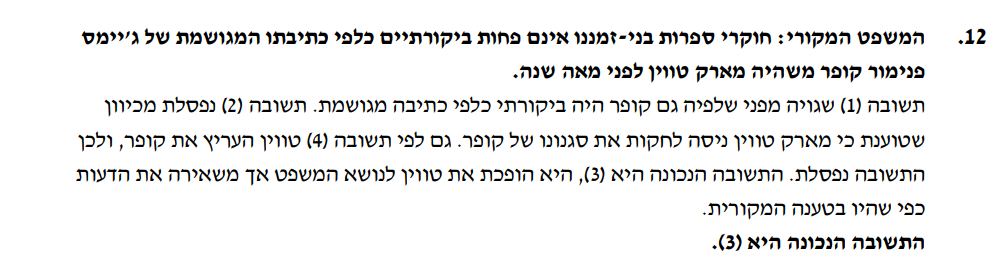 12. המשפט המקורי: חוקרי ספרות בני-זמננו אינם פחות ביקורתיים כלפי כתיבתו המגושמת של ג'יימס
פנימור קופר משהיה מארק טווין לפני מאה שנה.
תשובה (1) שגויה מפני שלפיה גם קופר היה ביקורתי כלפי כתיבה מגושמת. תשובה (2) נפסלת מכיוון
שטוענת כי מארק טווין ניסה לחקות את סגנונו של קופר. גם לפי תשובה (4) טווין העריץ את קופר, ולכן
התשובה נפסלת. התשובה הנכונה היא (3), היא הופכת את טווין לנושא המשפט אך משאירה את הדעות
כפי שהיו בטענה המקורית.
התשובה הנכונה היא (3).